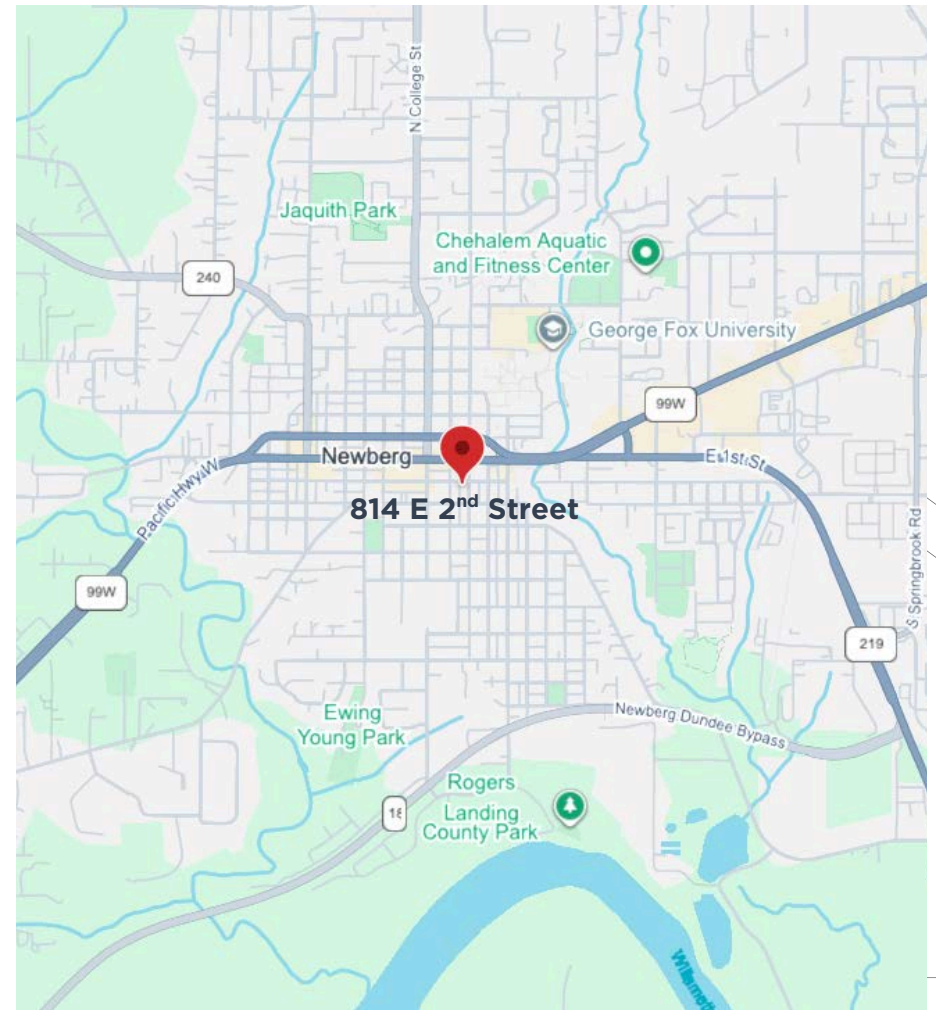 N College St
Jaquith Park
Chehalem Aquatic
and Fitness Center
240
George Fox University
99W
Newberg
E 1st St
Pacific Hwy W
814 E 2nd Street
99W
S Springbrook Rd
219
Ewing
Young Park
Newberg Dundee Bypass
Rogers
Landing
County Park
18